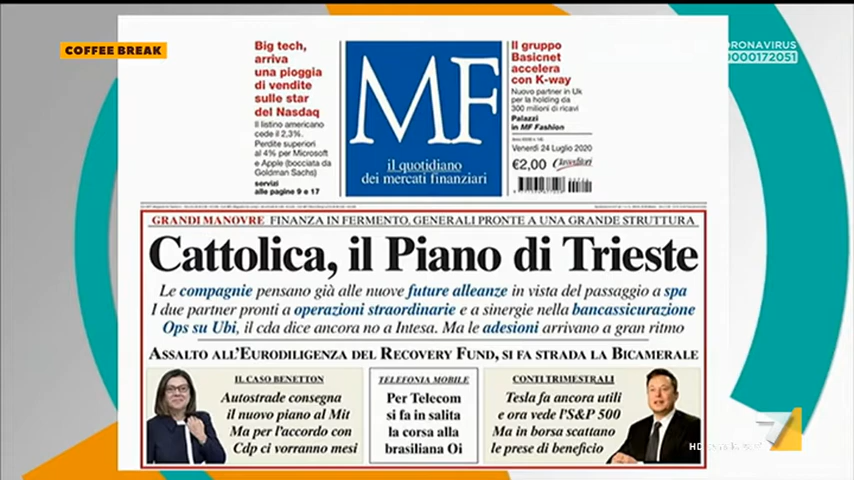 COFFEE BREAK
Big tech,
arriva
una pioggia
di vendite
sulle star
del Nasdaq
Il listino americano
cede il 2,3%.
Perdite superiori
al 4% per Microsoft
e Apple (bocciata da
Goldman Sachs)
servizi
alle pagine 9 e 17
MF
il quotidiano
dei mercati finanziari
Il gruppo
Basicnet
accelera
con K-way
Nuovo partner in Uk
per la holding da
300 milioni di ricavi
Palazzi
in MF Fashion
Venerdì 24 Luglio 2020
€2,00 Classeditori
ORONAVIRUS
0000172051
GRANDI MANOVRE FINANZA IN FERMENTO, GENERALI PRONTE A UNA GRANDE STRUTTURA
Cattolica, il Piano di Trieste
Le compagnie pensano già alle nuove future alleanze in vista del passaggio a spa
I due partner pronti a operazioni straordinarie e a sinergie nella bancassicurazione
Ops su Ubi, il cda dice ancora no a Intesa. Ma le adesioni arrivano a gran ritmo
ASSALTO ALL'EURODILIGENZA DEL RECOVERY FUND, SI FA STRADA LA BICAMERALE
IL CASO BENETTON
Autostrade consegna
il nuovo piano al Mit
Ma per l'accordo con
Cdp ci vorranno mesi
TELEFONIA MOBILE
Per Telecom
si fa in salita
la corsa alla
brasiliana Oi
CONTI TRIMESTRALI
Tesla fa ancora utili
e ora vede l'S&P 500
Ma in borsa scattano
le prese di beneficio
7